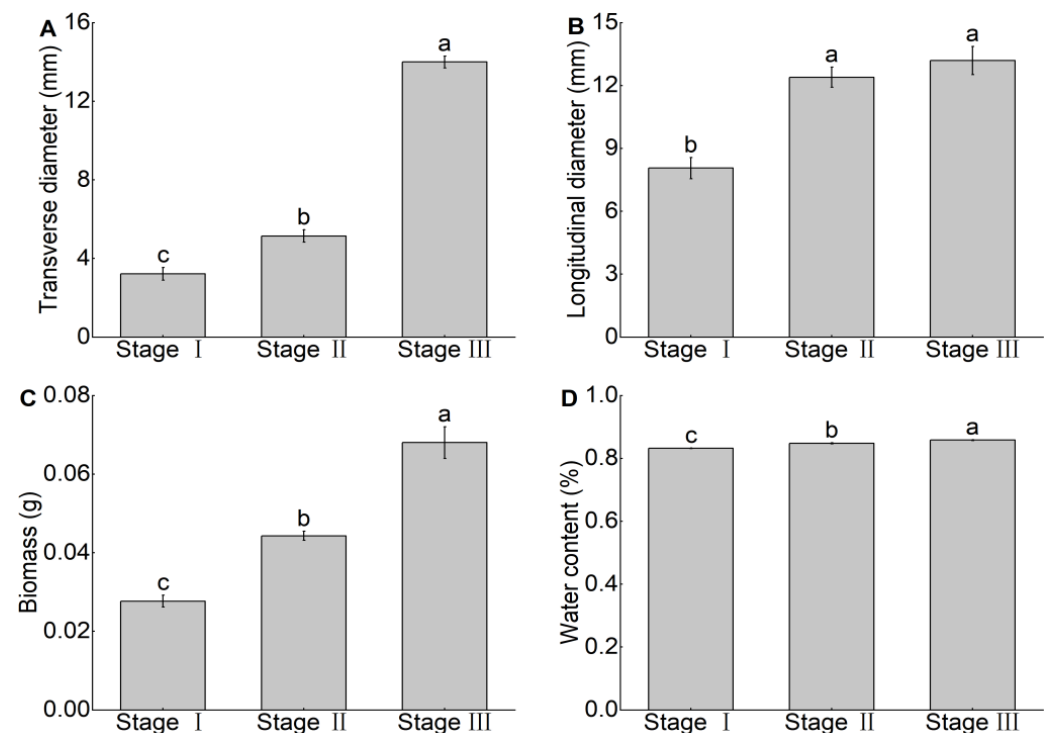 A
Transverse diameter (mm)
16
12
8
4
0
c
b
a
Stage Ⅰ
Stage Ⅱ
Stage Ⅲ
B
Longitudinal diameter (mm)
15
12
9
6
3
0
b
a
a
Stage Ⅰ
Stage Ⅱ
Stage Ⅲ
C
Biomass (g)
0.08
0.06
0.04
0.02
0.00
c
b
a
Stage Ⅰ
Stage Ⅱ
Stage Ⅲ
D
Water content (%)
1.0
0.8
0.6
0.4
0.2
0.0
c
b
a
Stage Ⅰ
Stage Ⅱ
Stage Ⅲ